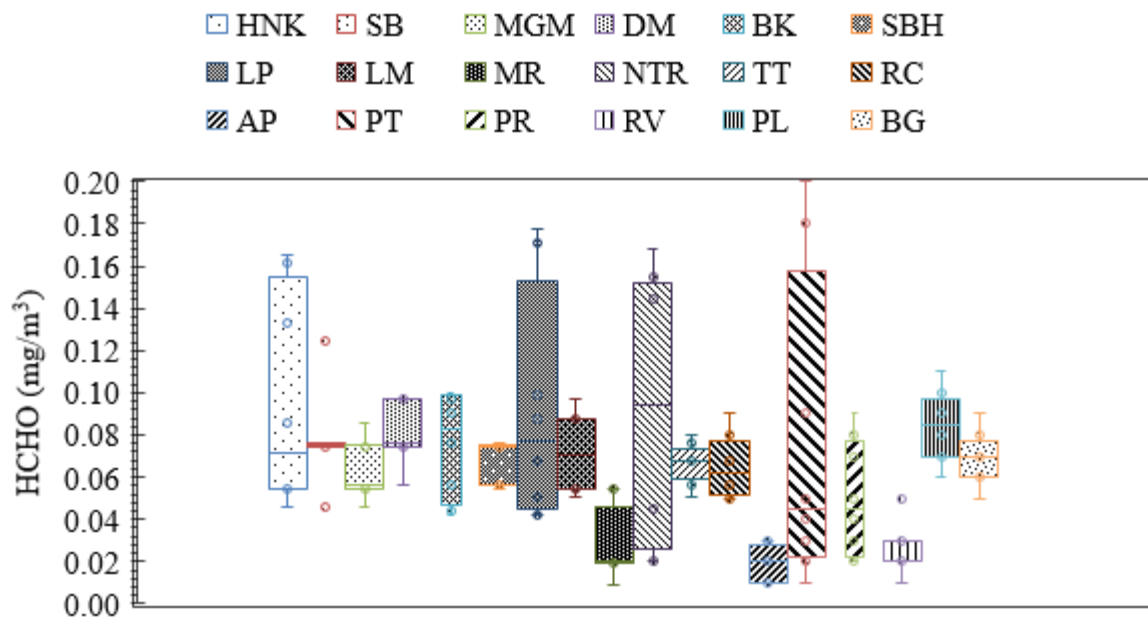 HNK SB MGM DM BK SBH
LP LM MR NTR TT RC
AP PT PR RV PL BG
0.20
0.18
0.16
0.14
0.12
0.10
0.08
0.06
0.04
0.02
0.00
HCHO (mg/m³)